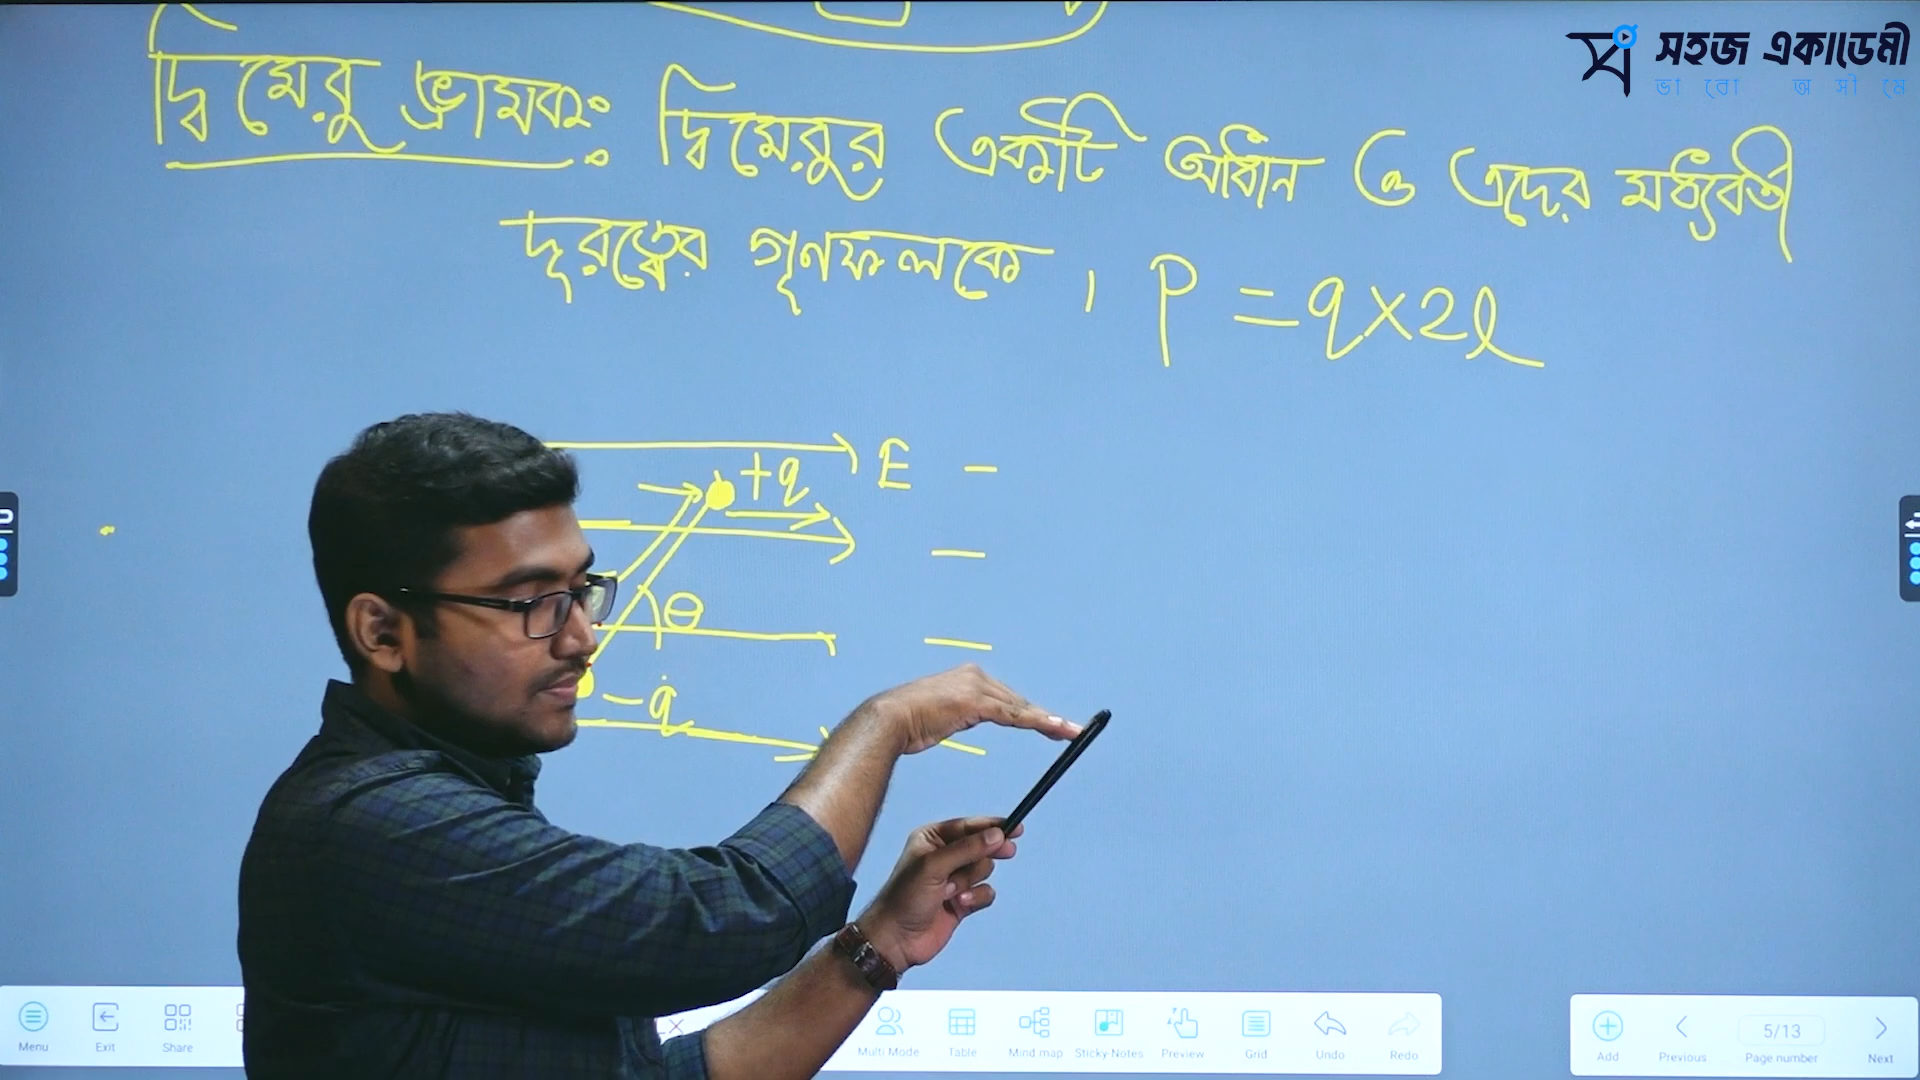 সহজ একাডেমী
ভাবো অসীমে
দ্বিমেরু ভ্রামকঃ দ্বিমেরুর একটি আধান ও এদের মধ্যবর্তী
দূরত্বের গুণফলকে, P = q×2l
E
+q
θ
-q
Menu Exit Share Multi Mode Table Mind map Sticky Notes Preview Grid Undo Redo Add Previous 5/13 Page number Next